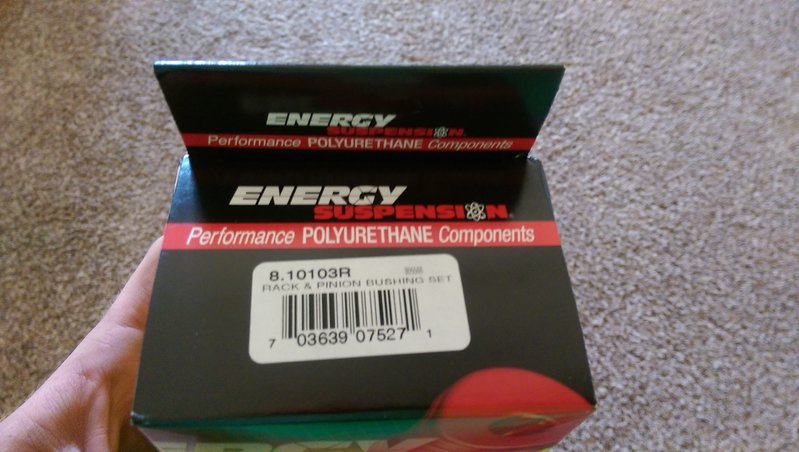 ENERGY
SUSPENSION®
Performance POLYURETHANE Components
ENERGY
SUSPENSION®
Performance POLYURETHANE Components
8.10103R
RACK & PINION BUSHING SET
7 03639 07527 1